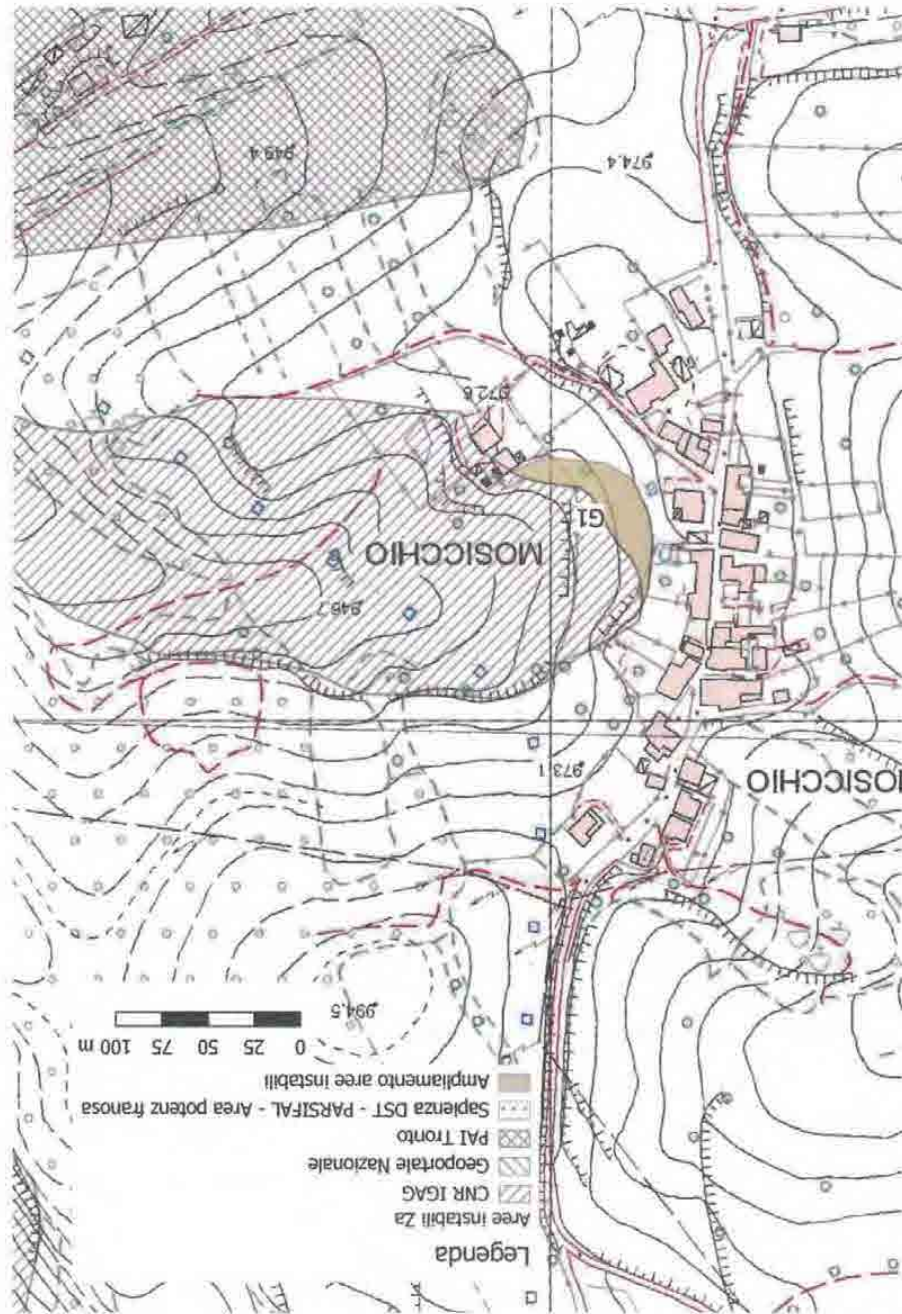 Legenda
Aree instabili Za
CNR IGAG
Geoportale Nazionale
PAI Tronto
Sapienza DST - PARSIFAL - Area potenz franosa
Ampliamento aree instabili
0 25 50 75 100 m
994.5
MOSICCHIO
973.1
946.7
MOSICCHIO
G1
972.6
974.4
949.4